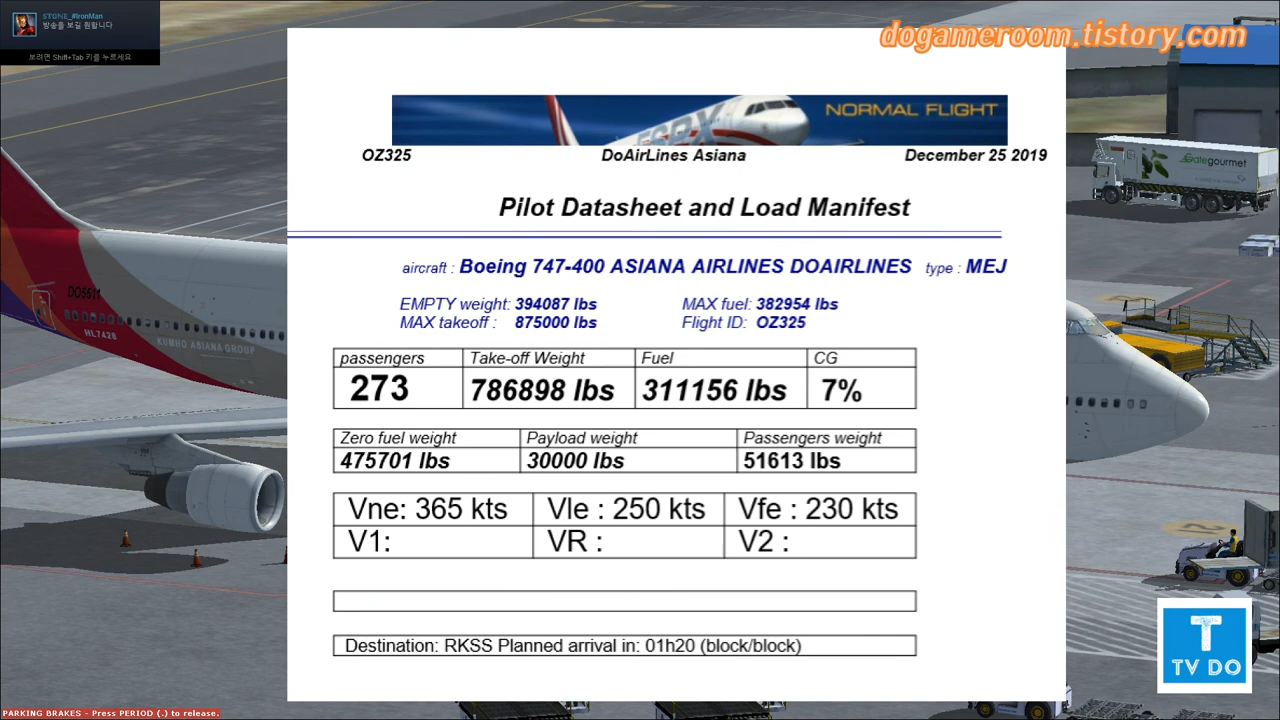 STONE_#IronMan
방송을 보길 원합니다
보려면 Shift+Tab 키를 누르세요
dogameroom.tistory.com
NORMAL FLIGHT
OZ325 DoAirLines Asiana December 25 2019
Pilot Datasheet and Load Manifest
aircraft : Boeing 747-400 ASIANA AIRLINES DOAIRLINES type : MEJ
EMPTY weight: 394087 lbs MAX fuel: 382954 lbs
MAX takeoff : 875000 lbs Flight ID: OZ325
passengers Take-off Weight Fuel CG
273 786898 lbs 311156 lbs 7%
Zero fuel weight Payload weight Passengers weight
475701 lbs 30000 lbs 51613 lbs
Vne: 365 kts Vle : 250 kts Vfe : 230 kts
V1: VR : V2 :
Destination: RKSS Planned arrival in: 01h20 (block/block)
Gategourmet
DO5511
HL7428
KUMHO ASIANA GROUP
T
TV DO
PARKING BRAKES - Press PERIOD (.) to release.